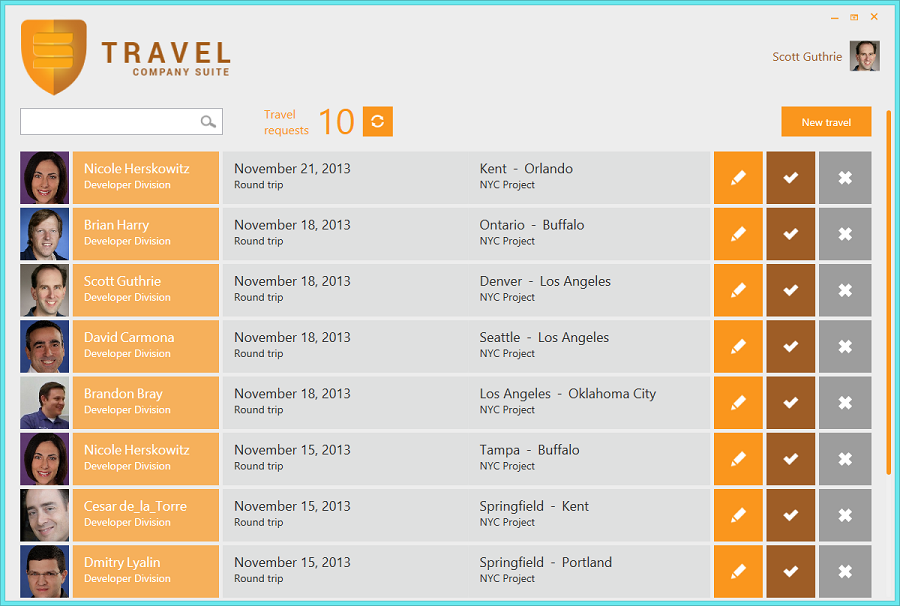 TRAVEL
COMPANY SUITE
Scott Guthrie
Travel
requests
10
New travel
Nicole Herskowitz
Developer Division
November 21, 2013
Round trip
Kent - Orlando
NYC Project
Brian Harry
Developer Division
November 18, 2013
Round trip
Ontario - Buffalo
NYC Project
Scott Guthrie
Developer Division
November 18, 2013
Round trip
Denver - Los Angeles
NYC Project
David Carmona
Developer Division
November 18, 2013
Round trip
Seattle - Los Angeles
NYC Project
Brandon Bray
Developer Division
November 18, 2013
Round trip
Los Angeles - Oklahoma City
NYC Project
Nicole Herskowitz
Developer Division
November 15, 2013
Round trip
Tampa - Buffalo
NYC Project
Cesar de_la_Torre
Developer Division
November 15, 2013
Round trip
Springfield - Kent
NYC Project
Dmitry Lyalin
Developer Division
November 15, 2013
Round trip
Springfield - Portland
NYC Project